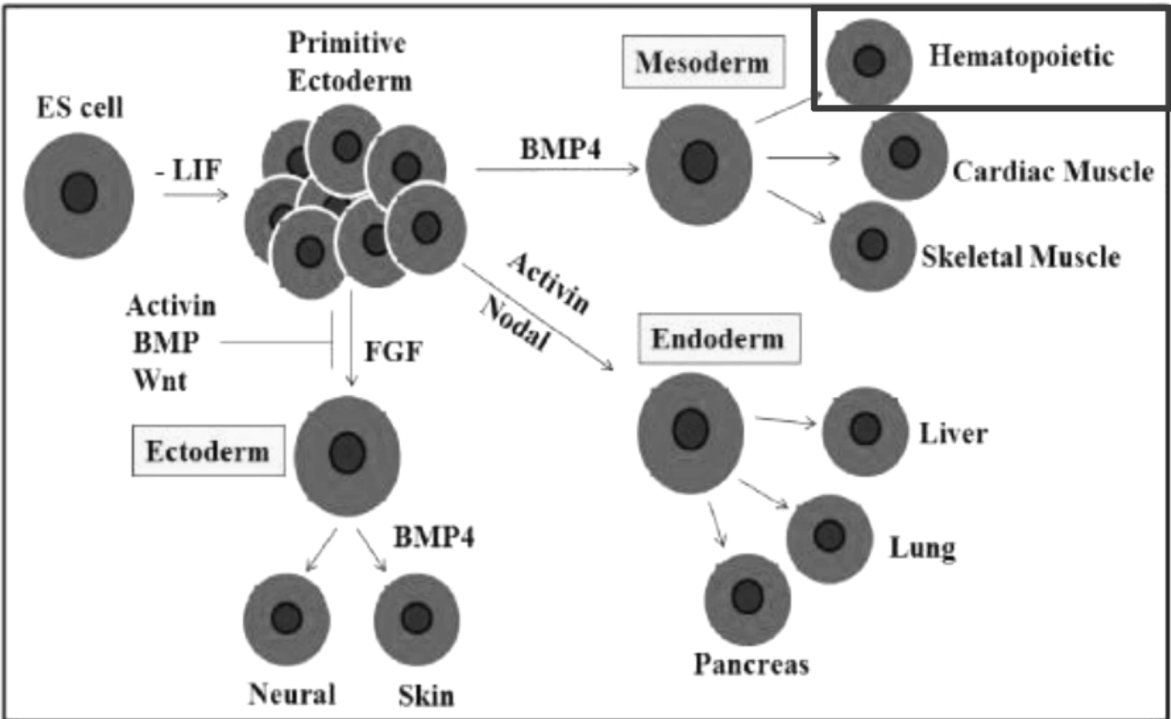 Primitive
Ectoderm
ES cell
- LIF
BMP4
Mesoderm
Hematopoietic
Cardiac Muscle
Skeletal Muscle
Activin
Nodal
Endoderm
Liver
Lung
Pancreas
Activin
BMP
Wnt
FGF
Ectoderm
BMP4
Neural
Skin